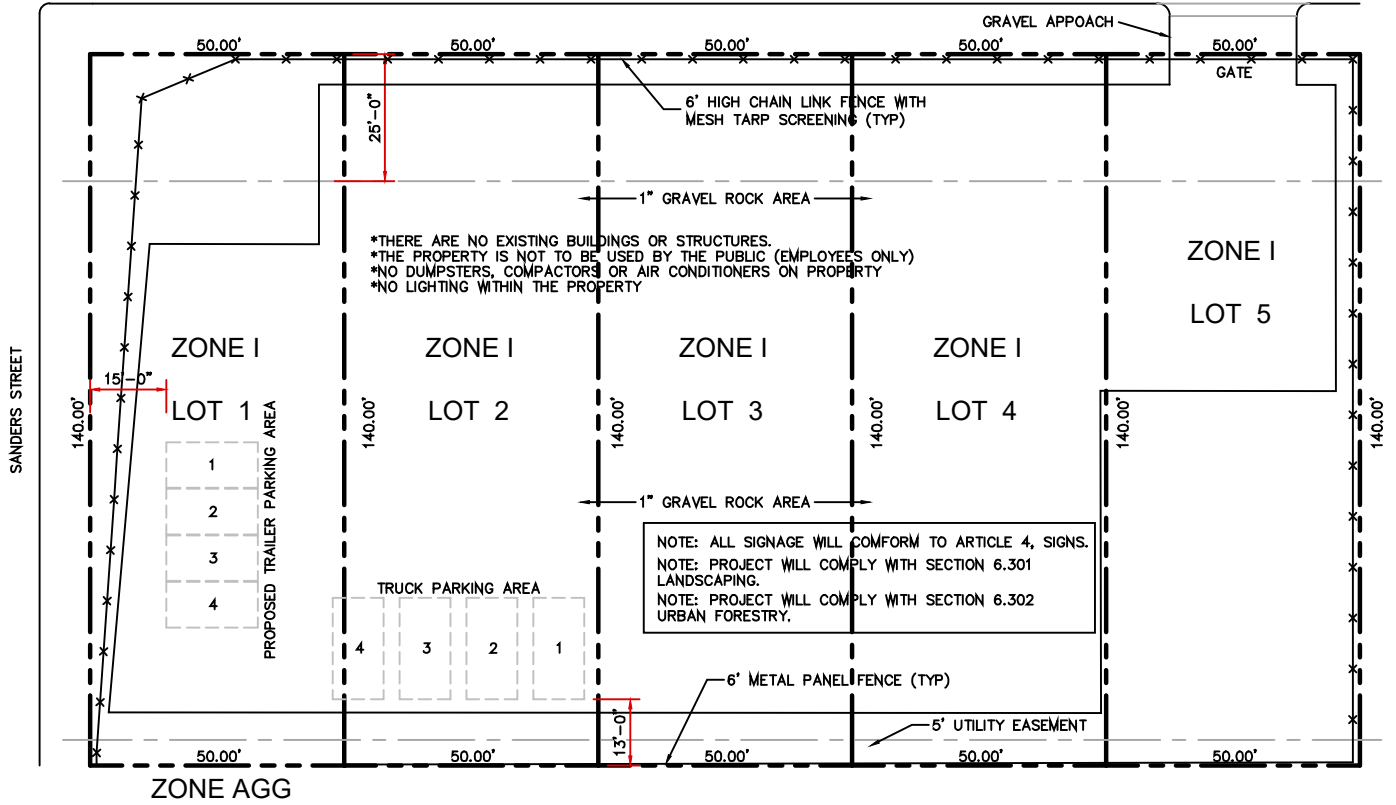 GRAVEL APPOACH
50.00'
50.00'
50.00'
50.00'
50.00'
GATE
25'-0"
6' HIGH CHAIN LINK FENCE WITH
MESH TARP SCREENING (TYP)
1" GRAVEL ROCK AREA
*THERE ARE NO EXISTING BUILDINGS OR STRUCTURES.
*THE PROPERTY IS NOT TO BE USED BY THE PUBLIC (EMPLOYEES ONLY)
*NO DUMPSTERS, COMPACTORS OR AIR CONDITIONERS ON PROPERTY
*NO LIGHTING WITHIN THE PROPERTY
ZONE I
LOT 5
ZONE I
ZONE I
ZONE I
ZONE I
SANDERS STREET
15'-0"
LOT 1
LOT 2
LOT 3
LOT 4
140.00'
140.00'
140.00'
140.00'
140.00'
140.00'
PROPOSED TRAILER PARKING AREA
1
2
3
4
1" GRAVEL ROCK AREA
NOTE: ALL SIGNAGE WILL COMFORM TO ARTICLE 4, SIGNS.
NOTE: PROJECT WILL COMPLY WITH SECTION 6.301
LANDSCAPING.
NOTE: PROJECT WILL COMPLY WITH SECTION 6.302
URBAN FORESTRY.
TRUCK PARKING AREA
4
3
2
1
6' METAL PANEL FENCE (TYP)
13'-0"
5' UTILITY EASEMENT
50.00'
50.00'
50.00'
50.00'
50.00'
ZONE AGG